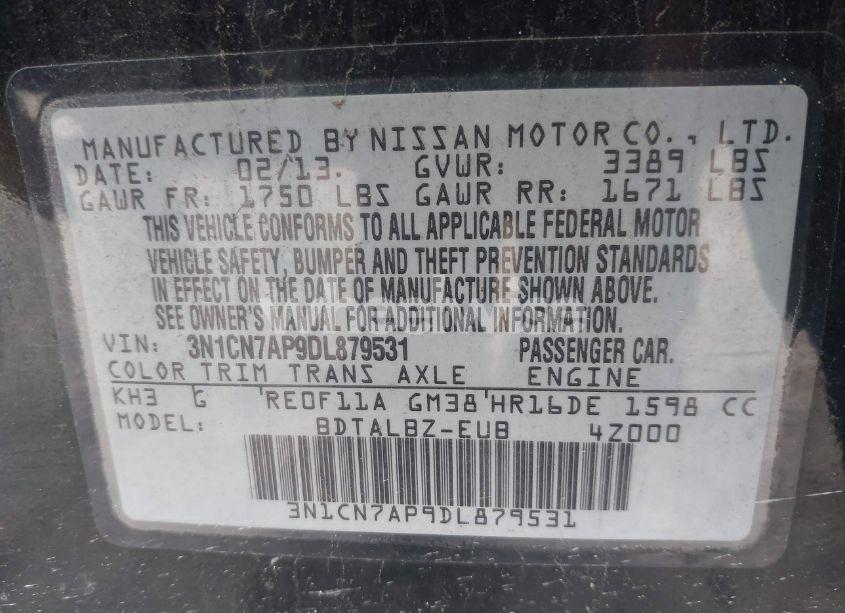 MANUFACTURED BY NISSAN MOTOR CO., LTD.
DATE: 02/13. GVWR: 3389 LBS
GAWR FR: 1750 LBS GAWR RR: 1671 LBS
THIS VEHICLE CONFORMS TO ALL APPLICABLE FEDERAL MOTOR
VEHICLE SAFETY, BUMPER AND THEFT PREVENTION STANDARDS
IN EFFECT ON THE DATE OF MANUFACTURE SHOWN ABOVE.
SEE OWNER'S MANUAL FOR ADDITIONAL INFORMATION
VIN: 3N1CN7AP9DL879531 PASSENGER CAR.
COLOR TRIM TRANS AXLE ENGINE
KH3 G 'RE0F11A GM38'HR16DE 1598 CC
MODEL: BDTALBZ-EUB 4Z000
3N1CN7AP9DL879531